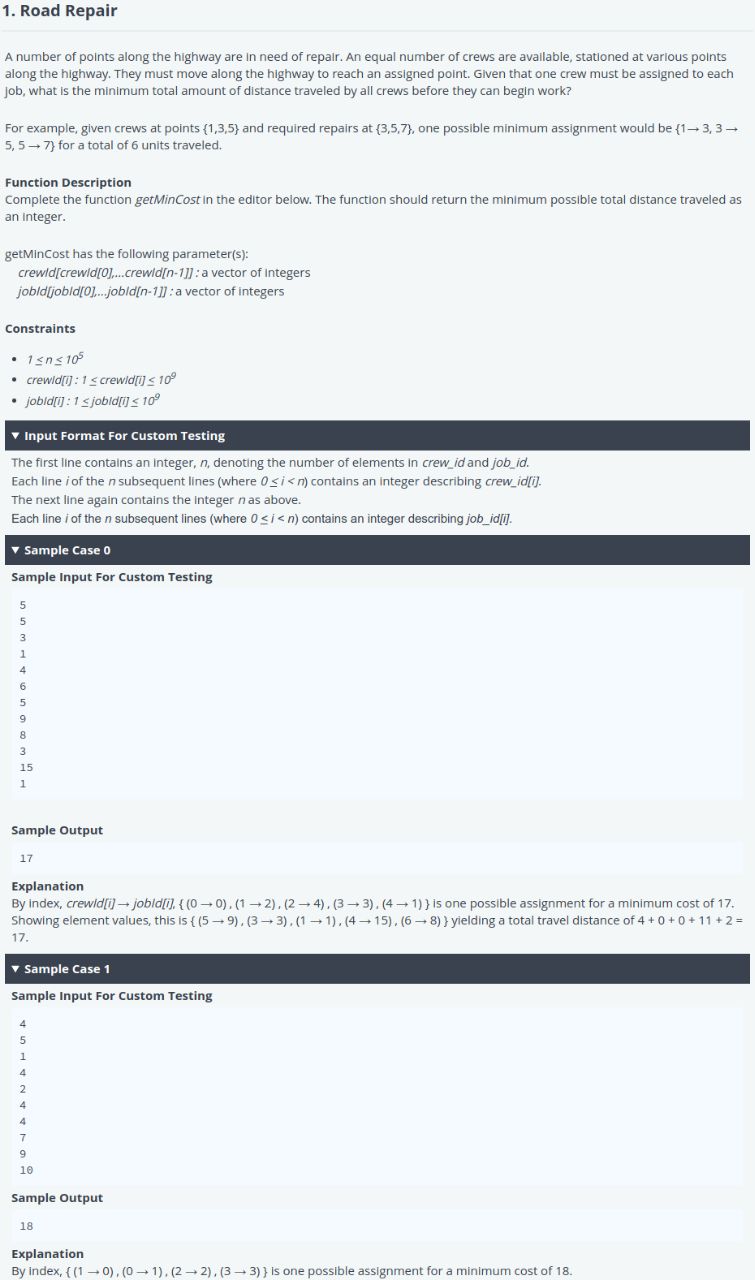 1. Road Repair
A number of points along the highway are in need of repair. An equal number of crews are available, stationed at various points
along the highway. They must move along the highway to reach an assigned point. Given that one crew must be assigned to each
job, what is the minimum total amount of distance traveled by all crews before they can begin work?
For example, given crews at points {1,3,5} and required repairs at {3,5,7}, one possible minimum assignment would be {1→ 3, 3 →
5, 5 → 7} for a total of 6 units traveled.
Function Description
Complete the function getMinCost in the editor below. The function should return the minimum possible total distance traveled as
an integer.
getMinCost has the following parameter(s):
crewId[crewId[0],...crewId[n-1]] : a vector of integers
jobId[jobId[0],...jobId[n-1]] : a vector of integers
Constraints
• 1 ≤ n ≤ 10⁵
• crewId[i] : 1 ≤ crewId[i] ≤ 10⁹
• jobId[i] : 1 ≤ jobId[i] ≤ 10⁹
▼ Input Format For Custom Testing
The first line contains an integer, n, denoting the number of elements in crew_id and job_id.
Each line i of the n subsequent lines (where 0 ≤ i < n) contains an integer describing crew_id[i].
The next line again contains the integer n as above.
Each line i of the n subsequent lines (where 0 ≤ i < n) contains an integer describing job_id[i].
▼ Sample Case 0
Sample Input For Custom Testing
5
5
3
1
4
6
5
9
8
3
15
1
Sample Output
17
Explanation
By index, crewId[i] → jobId[i], { (0 → 0) , (1 → 2) , (2 → 4) , (3 → 3) , (4 → 1) } is one possible assignment for a minimum cost of 17.
Showing element values, this is { (5 → 9) , (3 → 3) , (1 → 1) , (4 → 15) , (6 → 8) } yielding a total travel distance of 4 + 0 + 0 + 11 + 2 =
17.
▼ Sample Case 1
Sample Input For Custom Testing
4
5
1
4
2
4
4
7
9
10
Sample Output
18
Explanation
By index, { (1 → 0) , (0 → 1) , (2 → 2) , (3 → 3) } is one possible assignment for a minimum cost of 18.